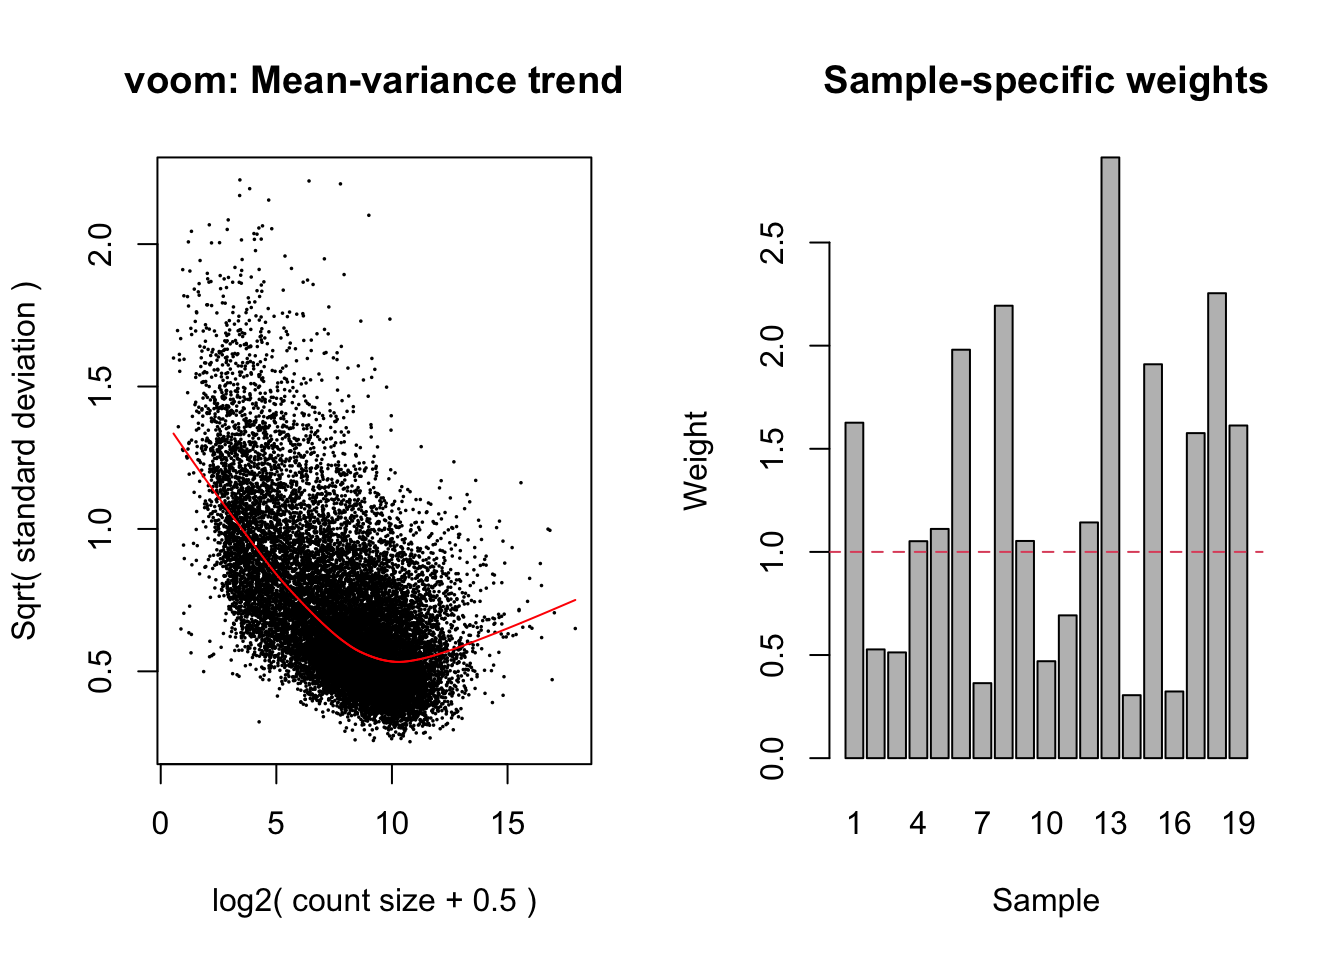 voom: Mean-variance trend
Sqrt( standard deviation )
2.0
1.5
1.0
0.5
0 5 10 15
log2( count size + 0.5 )
Sample-specific weights
Weight
2.5
2.0
1.5
1.0
0.5
0.0
1 4 7 10 13 16 19
Sample